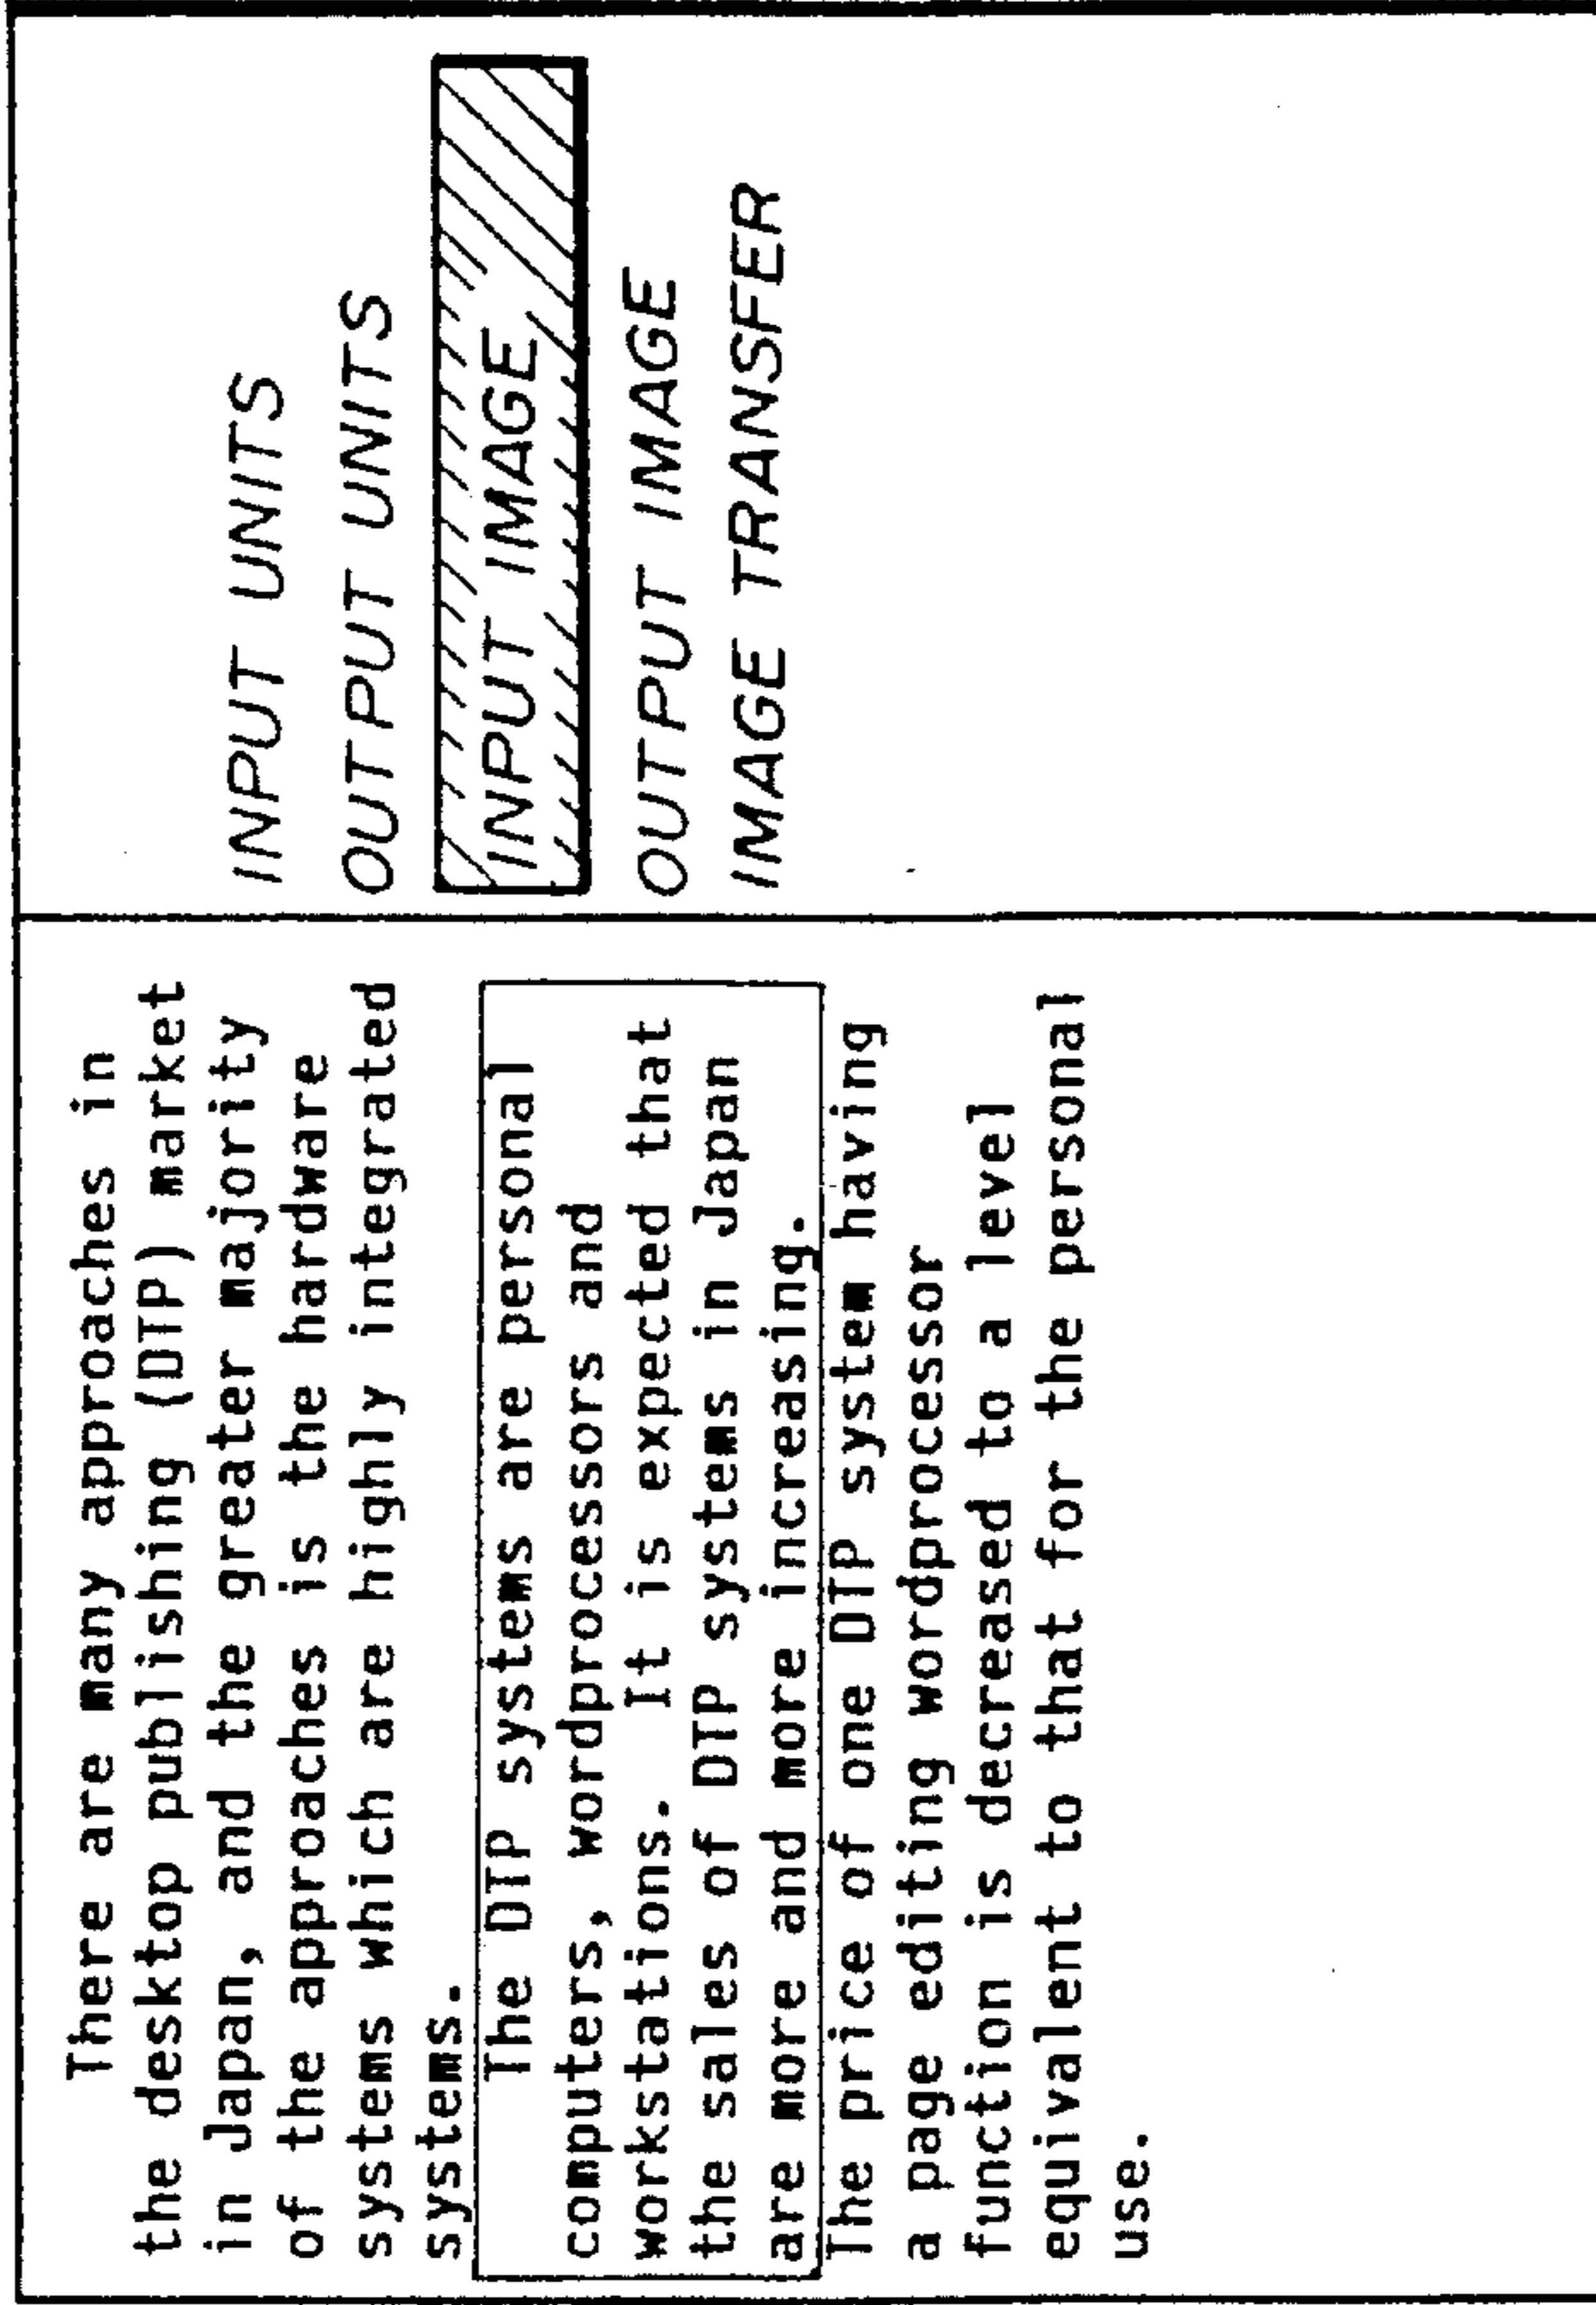 There are many approaches in
the desktop publishing (DTP) market
in Japan, and the greater majority
of the approaches is the hardware
systems which are highly integrated
systems.
The DTP systems are personal
computers, wordprocessors and
workstations. It is expected that
the sales of DTP systems in Japan
are more and more increasing.
The price of one DTP system having
a page editing wordprocessor
function is decreased to a level
equivalent to that for the personal
use.
INPUT UNITS
OUTPUT UNITS
INPUT IMAGE
OUTPUT IMAGE
IMAGE TRANSFER